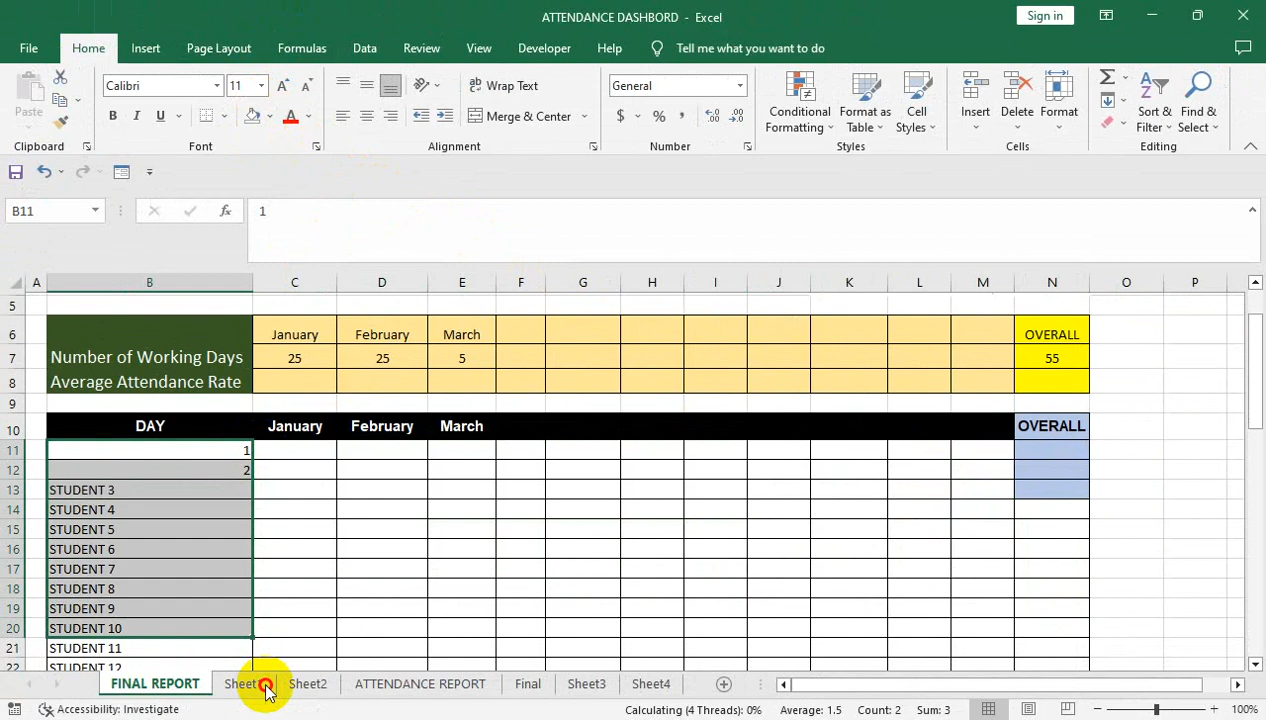 ATTENDANCE DASHBORD - Excel
Sign in
File Home Insert Page Layout Formulas Data Review View Developer Help Tell me what you want to do
Paste
Calibri 11
B I U A
Wrap Text
Merge & Center
General
$ % ,
Conditional Formatting
Format as Table
Cell Styles
Insert Delete Format
Sort & Filter
Find & Select
Clipboard Font Alignment Number Styles Cells Editing
B11 fx 1
A B C D E F G H I J K L M N O P
5
6 January February March OVERALL
7 Number of Working Days 25 25 5 55
8 Average Attendance Rate
9
10 DAY January February March OVERALL
11 1
12 2
13 STUDENT 3
14 STUDENT 4
15 STUDENT 5
16 STUDENT 6
17 STUDENT 7
18 STUDENT 8
19 STUDENT 9
20 STUDENT 10
21 STUDENT 11
22 STUDENT 12
FINAL REPORT Sheet Sheet2 ATTENDANCE REPORT Final Sheet3 Sheet4
Accessibility: Investigate Calculating (4 Threads): 0% Average: 1.5 Count: 2 Sum: 3 100%